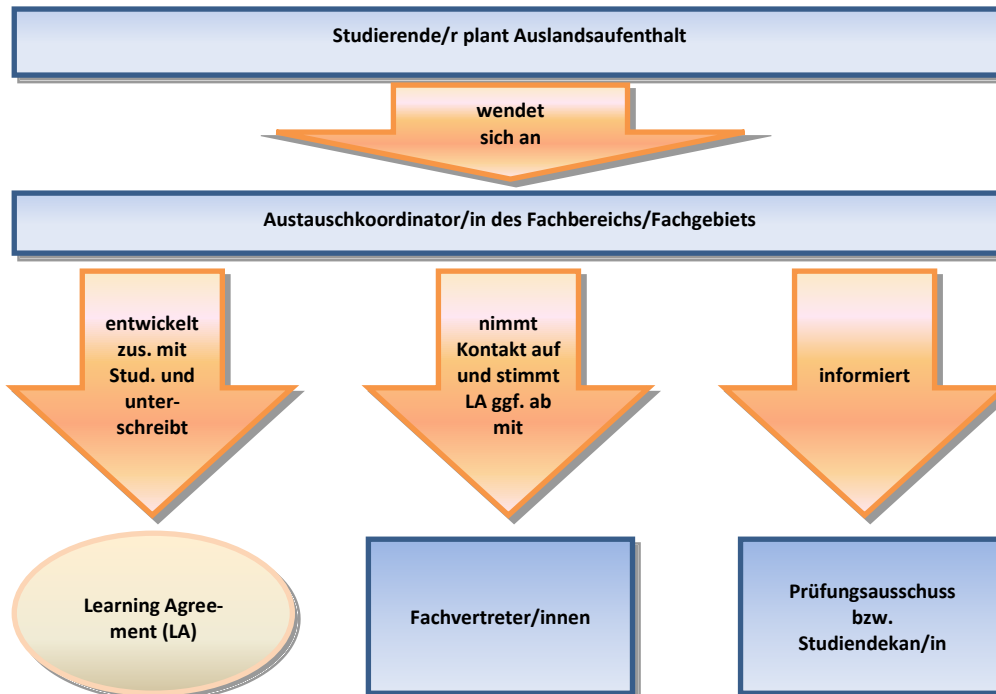 Studierende/r plant Auslandsaufenthalt
wendet
sich an
Austauschkoordinator/in des Fachbereichs/Fachgebiets
entwickelt
zus. mit
Stud. und
unter-
schreibt
nimmt
Kontakt auf
und stimmt
LA ggf. ab
mit
informiert
Learning Agree-
ment (LA)
Fachvertreter/innen
Prüfungsausschuss
bzw.
Studiendekan/in